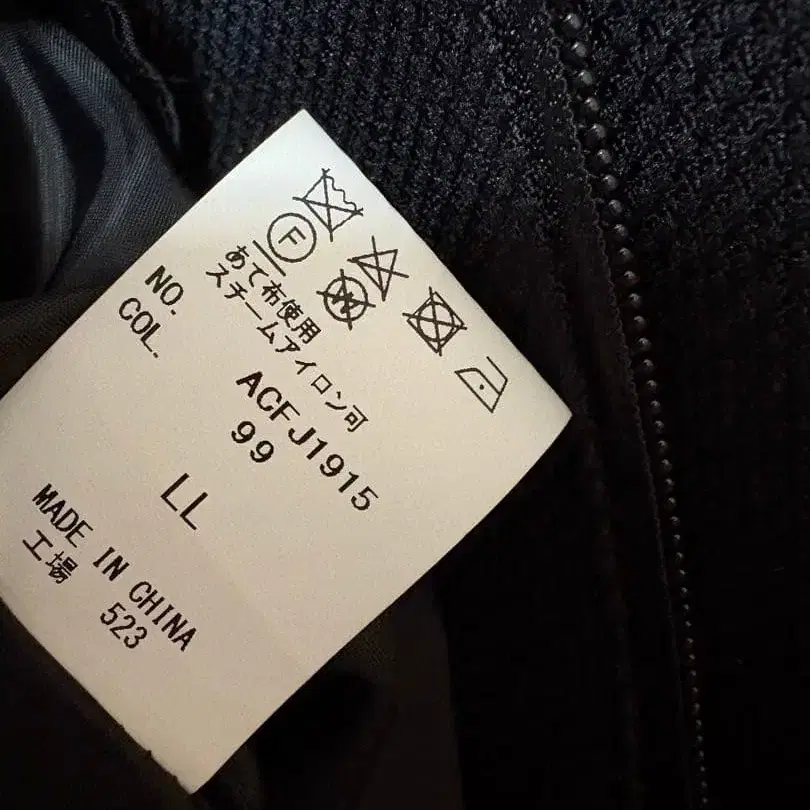 F
W
あて布使用
スチームアイロン可
NO. ACFJ1915
COL. 99
LL
MADE IN CHINA
工場 523